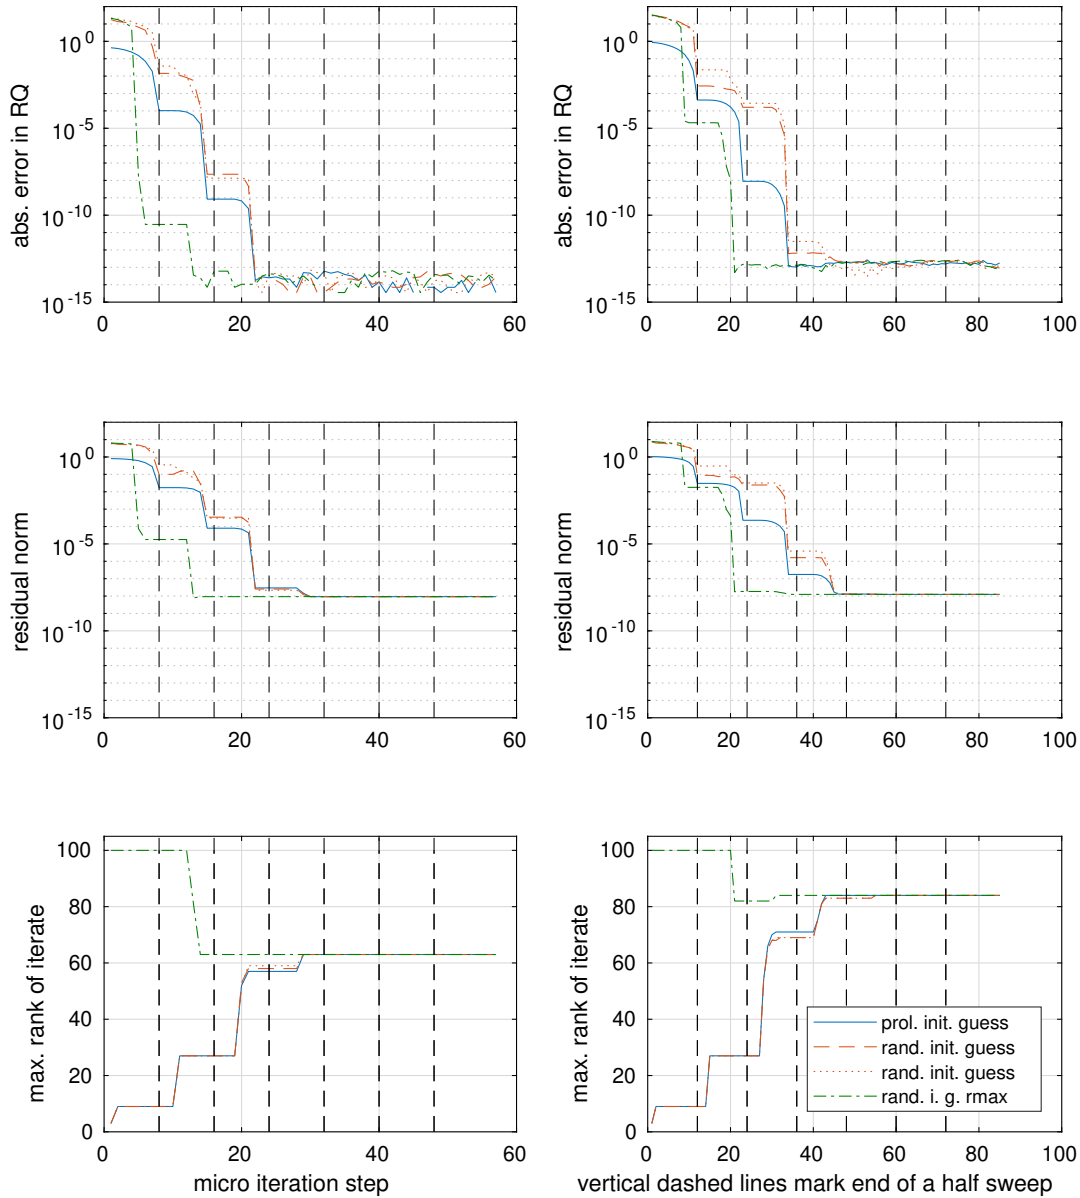 abs. error in RQ
10^0
10^-5
10^-10
10^-15
0 20 40 60
abs. error in RQ
10^0
10^-5
10^-10
10^-15
0 20 40 60 80 100
residual norm
10^0
10^-5
10^-10
10^-15
0 20 40 60
residual norm
10^0
10^-5
10^-10
10^-15
0 20 40 60 80 100
max. rank of iterate
100
80
60
40
20
0
0 20 40 60
micro iteration step
max. rank of iterate
100
80
60
40
20
0
0 20 40 60 80 100
prol. init. guess
rand. init. guess
rand. init. guess
rand. i. g. rmax
vertical dashed lines mark end of a half sweep